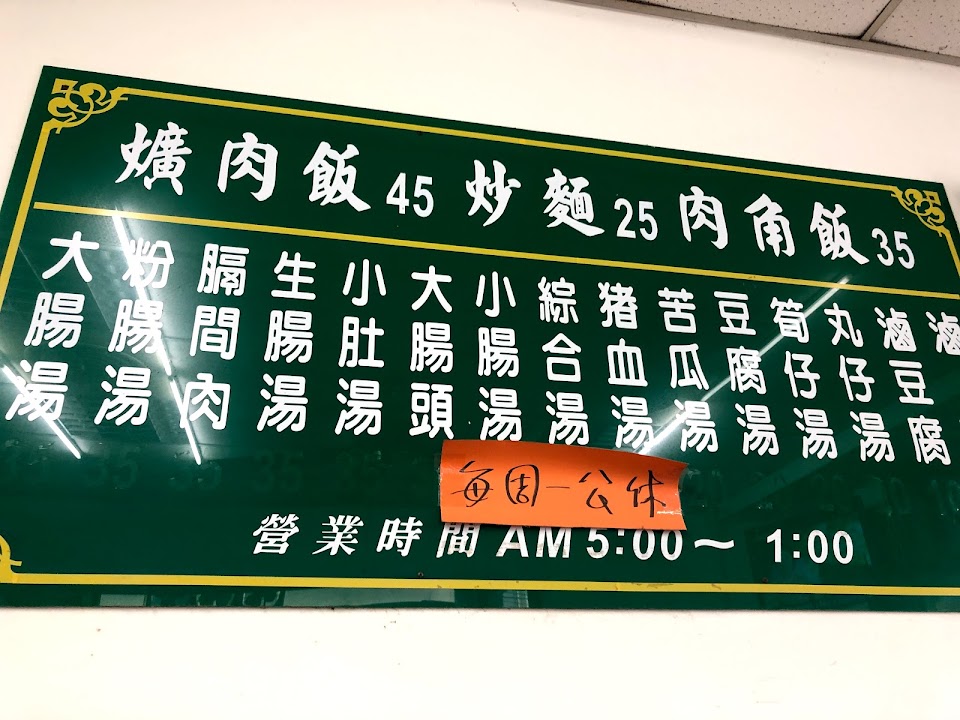 爌肉飯45 炒麵25 肉角飯35
大腸湯
粉腸湯
膈間肉
生腸湯
小肚湯
大腸頭
小腸湯
綜合湯
豬血湯
苦瓜湯
豆腐湯
筍仔湯
丸仔湯
滷豆腐
滷
每周一公休
營業時間 AM 5:00～ 1:00